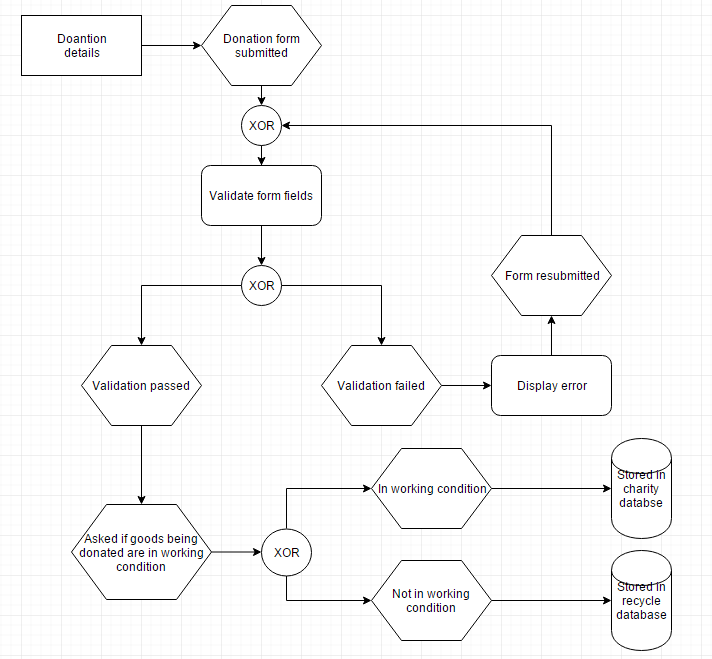 Doantion
details
Donation form
submitted
XOR
Validate form fields
XOR
Form resubmitted
Validation passed
Validation failed
Display error
Asked if goods being
donated are in working
condition
XOR
In working condition
Stored in
charity
databse
Not in working
condition
Stored in
recycle
database